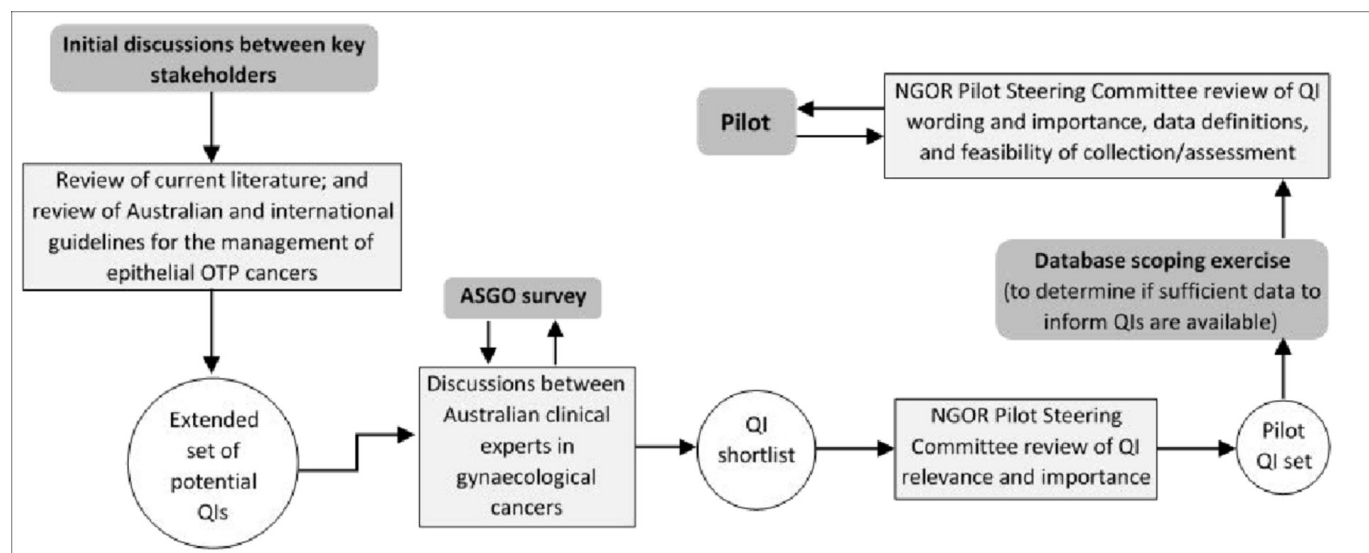 Initial discussions between key
stakeholders
Review of current literature; and
review of Australian and international
guidelines for the management of
epithelial OTP cancers
Extended
set of
potential
QIs
ASGO survey
Discussions between
Australian clinical
experts in
gynaecological
cancers
QI
shortlist
NGOR Pilot Steering
Committee review of QI
relevance and importance
Pilot
QI set
Database scoping exercise
(to determine if sufficient data to
inform QIs are available)
NGOR Pilot Steering Committee review of QI
wording and importance, data definitions,
and feasibility of collection/assessment
Pilot